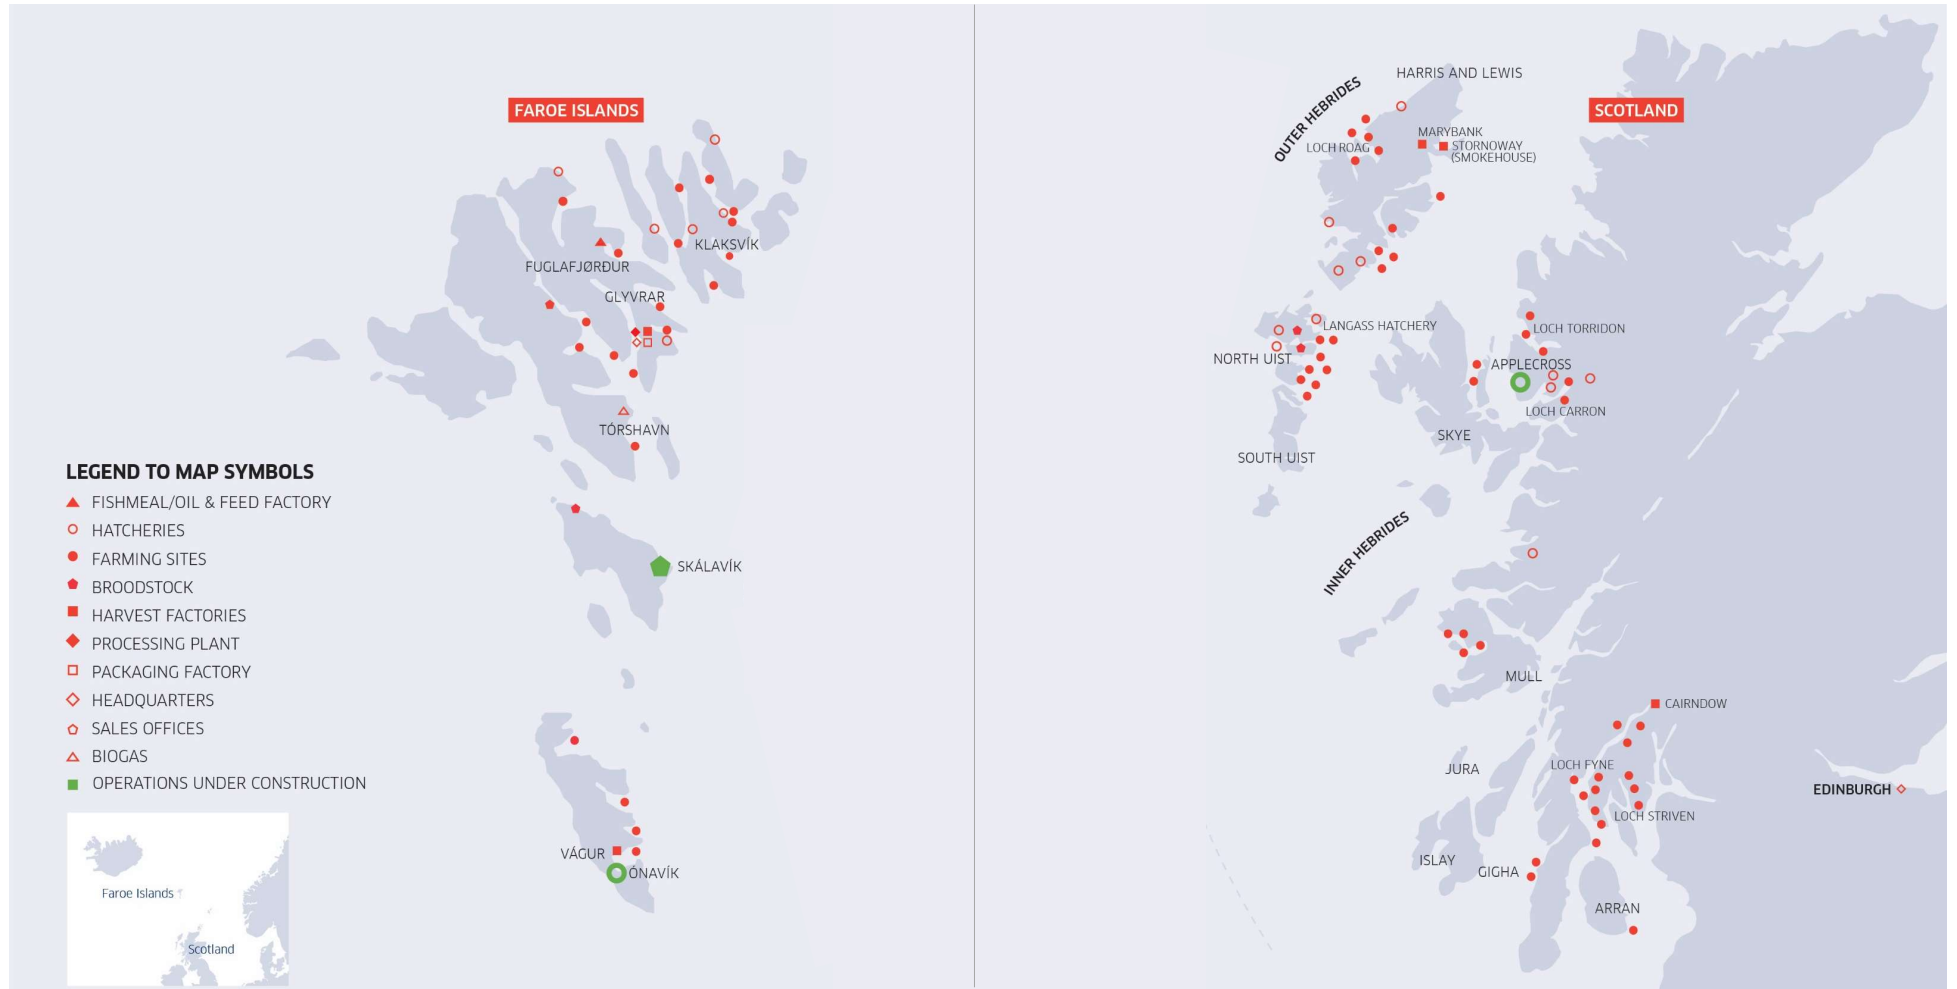 FAROE ISLANDS
KLAKSVÍK
FUGLAFJØRÐUR
GLYVRAR
TÓRSHAVN
SKÁLAVÍK
VÁGUR
ÓNAVÍK
LEGEND TO MAP SYMBOLS
FISHMEAL/OIL & FEED FACTORY
HATCHERIES
FARMING SITES
BROODSTOCK
HARVEST FACTORIES
PROCESSING PLANT
PACKAGING FACTORY
HEADQUARTERS
SALES OFFICES
BIOGAS
OPERATIONS UNDER CONSTRUCTION
Faroe Islands
Scotland
SCOTLAND
OUTER HEBRIDES
HARRIS AND LEWIS
MARYBANK
LOCH ROAG
STORNOWAY
(SMOKEHOUSE)
LANGASS HATCHERY
NORTH UIST
LOCH TORRIDON
APPLECROSS
LOCH CARRON
SKYE
SOUTH UIST
INNER HEBRIDES
MULL
CAIRNDOW
JURA
LOCH FYNE
EDINBURGH
LOCH STRIVEN
ISLAY
GIGHA
ARRAN